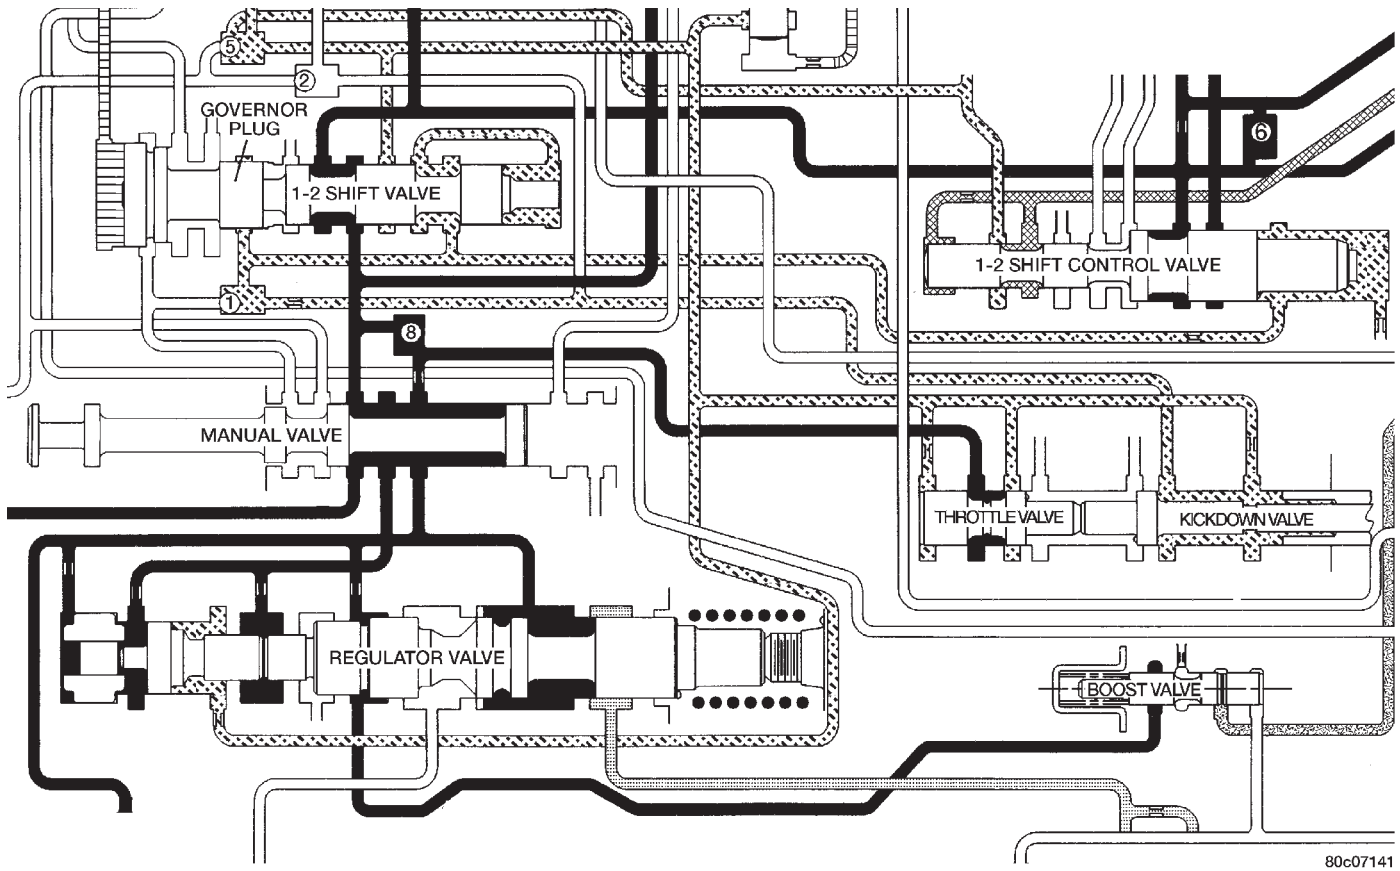 5
2
GOVERNOR
PLUG
6
1-2 SHIFT VALVE
1-2 SHIFT CONTROL VALVE
1
8
MANUAL VALVE
THROTTLE VALVE
KICKDOWN VALVE
REGULATOR VALVE
BOOST VALVE
80c07141